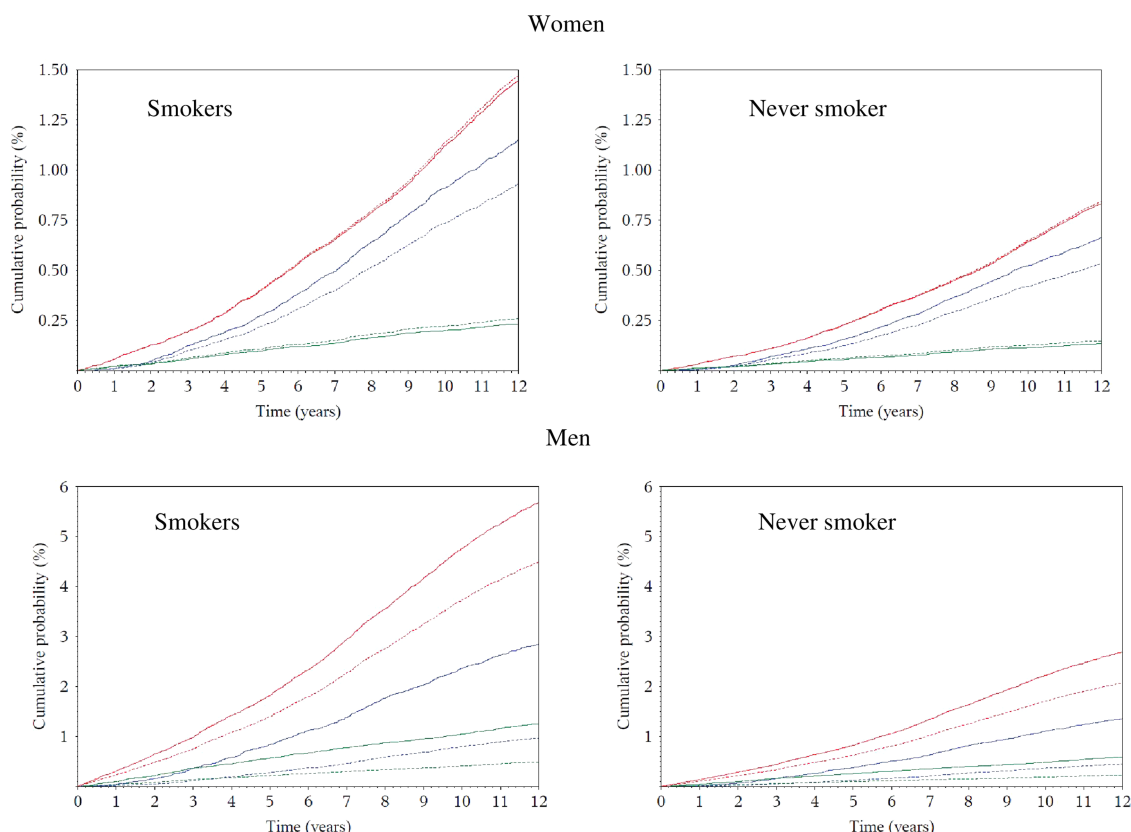 Women
Smokers
Cumulative probability (%)
1.50
1.25
1.00
0.75
0.50
0.25
0 1 2 3 4 5 6 7 8 9 10 11 12
Time (years)
Never smoker
Cumulative probability (%)
1.50
1.25
1.00
0.75
0.50
0.25
0 1 2 3 4 5 6 7 8 9 10 11 12
Time (years)
Men
Smokers
Cumulative probability (%)
6
5
4
3
2
1
0 1 2 3 4 5 6 7 8 9 10 11 12
Time (years)
Never smoker
Cumulative probability (%)
6
5
4
3
2
1
0 1 2 3 4 5 6 7 8 9 10 11 12
Time (years)